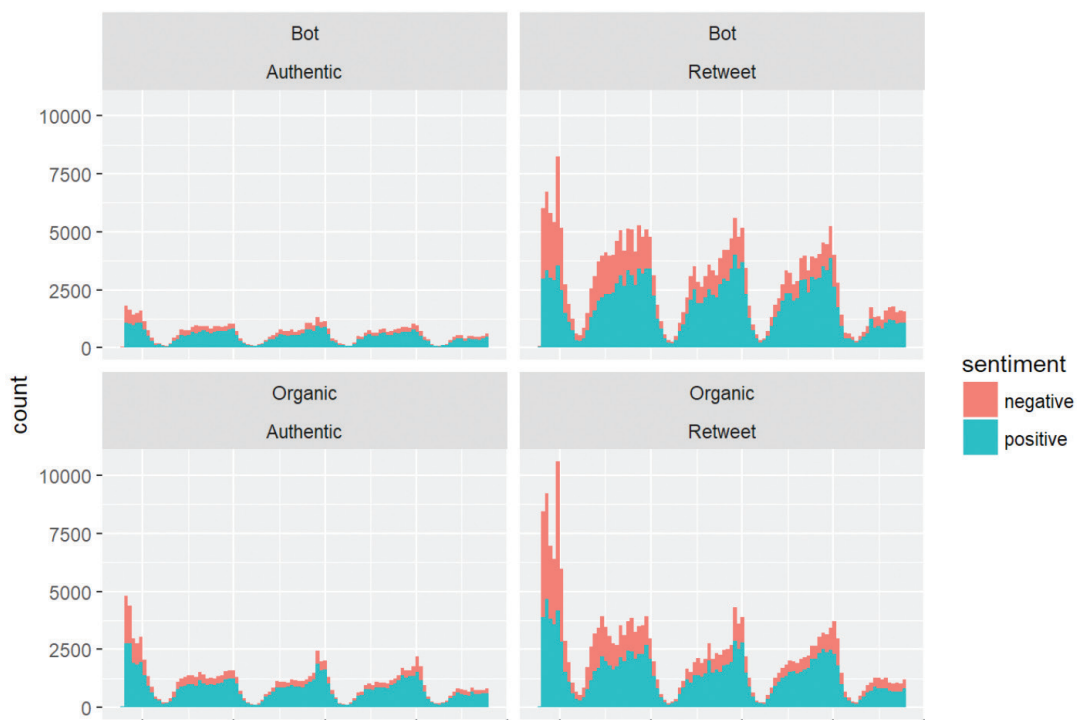 Bot
Authentic
Bot
Retweet
10000
7500
5000
2500
0
Organic
Authentic
Organic
Retweet
10000
7500
5000
2500
0
count
sentiment
negative
positive